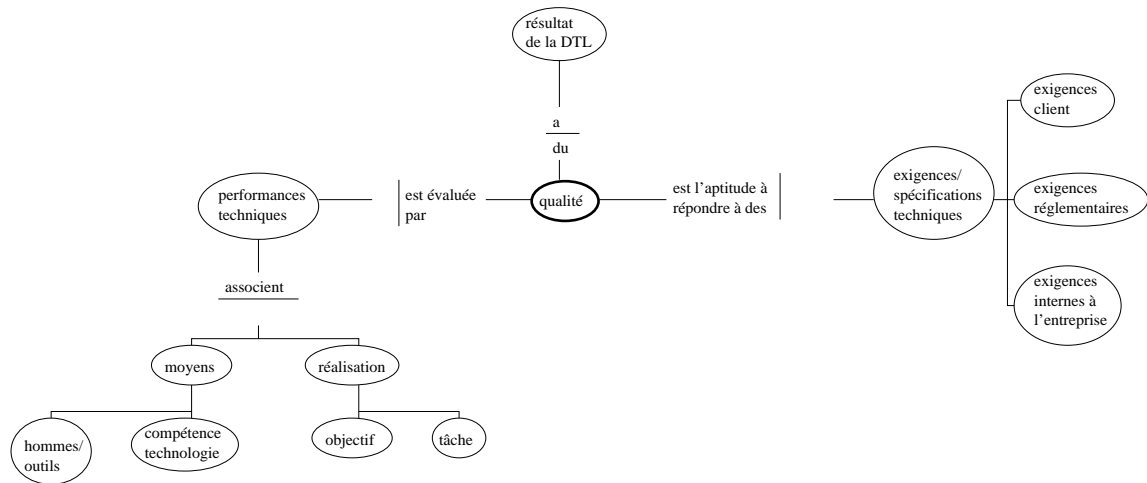 résultat
de la DTL
a
du
performances
techniques
est évaluée
par
qualité
est l'aptitude à
répondre à des
exigences/
spécifications
techniques
exigences
client
exigences
réglementaires
exigences
internes à
l'entreprise
associent
moyens
réalisation
hommes/
outils
compétence
technologie
objectif
tâche